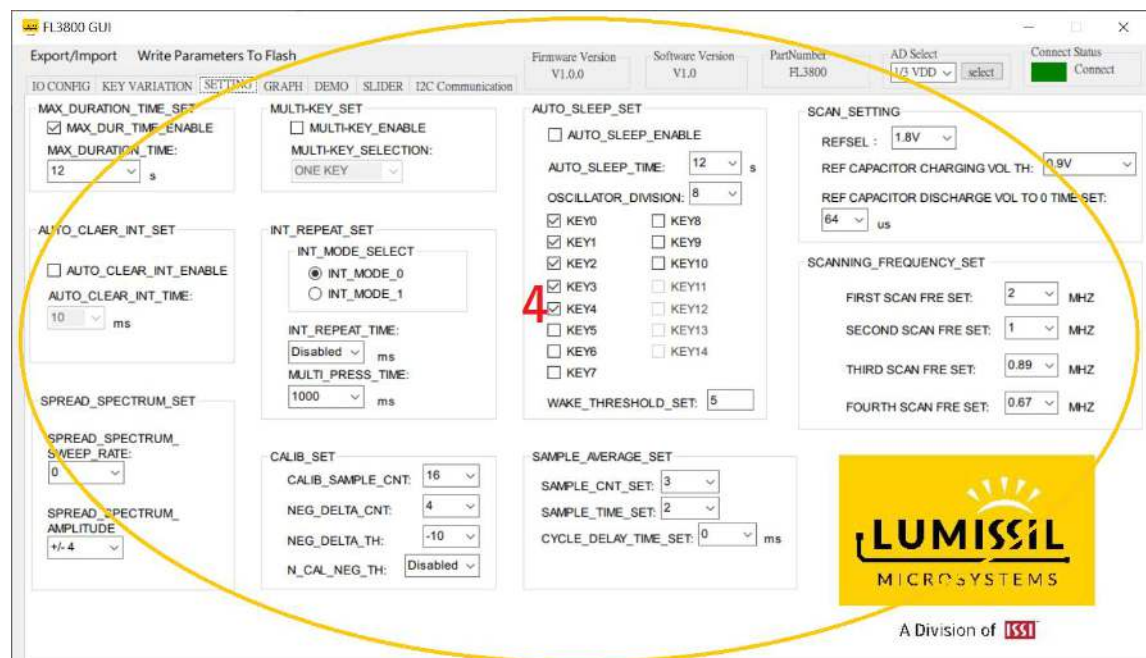 FL3800 GUI
Export/Import Write Parameters To Flash
Firmware Version
V1.0.0
Software Version
V1.0
PartNumber
FL3800
AD Select
1/3 VDD select
Connect Status
Connect
IO CONFIG KEY VARIATION SETTING GRAPH DEMO SLIDER I2C Communication
MAX_DURATION_TIME_SET
MAX_DUR_TIME_ENABLE
MAX_DURATION_TIME:
12 s
AUTO_CLAER_INT_SET
AUTO_CLEAR_INT_ENABLE
AUTO_CLEAR_INT_TIME:
10 ms
SPREAD_SPECTRUM_SET
SPREAD_SPECTRUM_
SWEEP_RATE:
0
SPREAD_SPECTRUM_
AMPLITUDE
+/- 4
MULTI-KEY_SET
MULTI-KEY_ENABLE
MULTI-KEY_SELECTION:
ONE KEY
INT_REPEAT_SET
INT_MODE_SELECT
INT_MODE_0
INT_MODE_1
INT_REPEAT_TIME:
Disabled ms
MULTI_PRESS_TIME:
1000 ms
CALIB_SET
CALIB_SAMPLE_CNT: 16
NEG_DELTA_CNT: 4
NEG_DELTA_TH: -10
N_CAL_NEG_TH: Disabled
AUTO_SLEEP_SET
AUTO_SLEEP_ENABLE
AUTO_SLEEP_TIME: 12 s
OSCILLATOR_DIVISION: 8
KEY0 KEY8
KEY1 KEY9
KEY2 KEY10
KEY3 KEY11
4
KEY4 KEY12
KEY5 KEY13
KEY6 KEY14
KEY7
WAKE_THRESHOLD_SET: 5
SAMPLE_AVERAGE_SET
SAMPLE_CNT_SET: 3
SAMPLE_TIME_SET: 2
CYCLE_DELAY_TIME_SET: 0 ms
SCAN_SETTING
REFSEL : 1.8V
REF CAPACITOR CHARGING VOL TH: 0.9V
REF CAPACITOR DISCHARGE VOL TO 0 TIME SET:
64 us
SCANNING_FREQUENCY_SET
FIRST SCAN FRE SET: 2 MHZ
SECOND SCAN FRE SET: 1 MHZ
THIRD SCAN FRE SET: 0.89 MHZ
FOURTH SCAN FRE SET: 0.67 MHZ
LUMISSIL
MICROSYSTEMS
A Division of ISSI